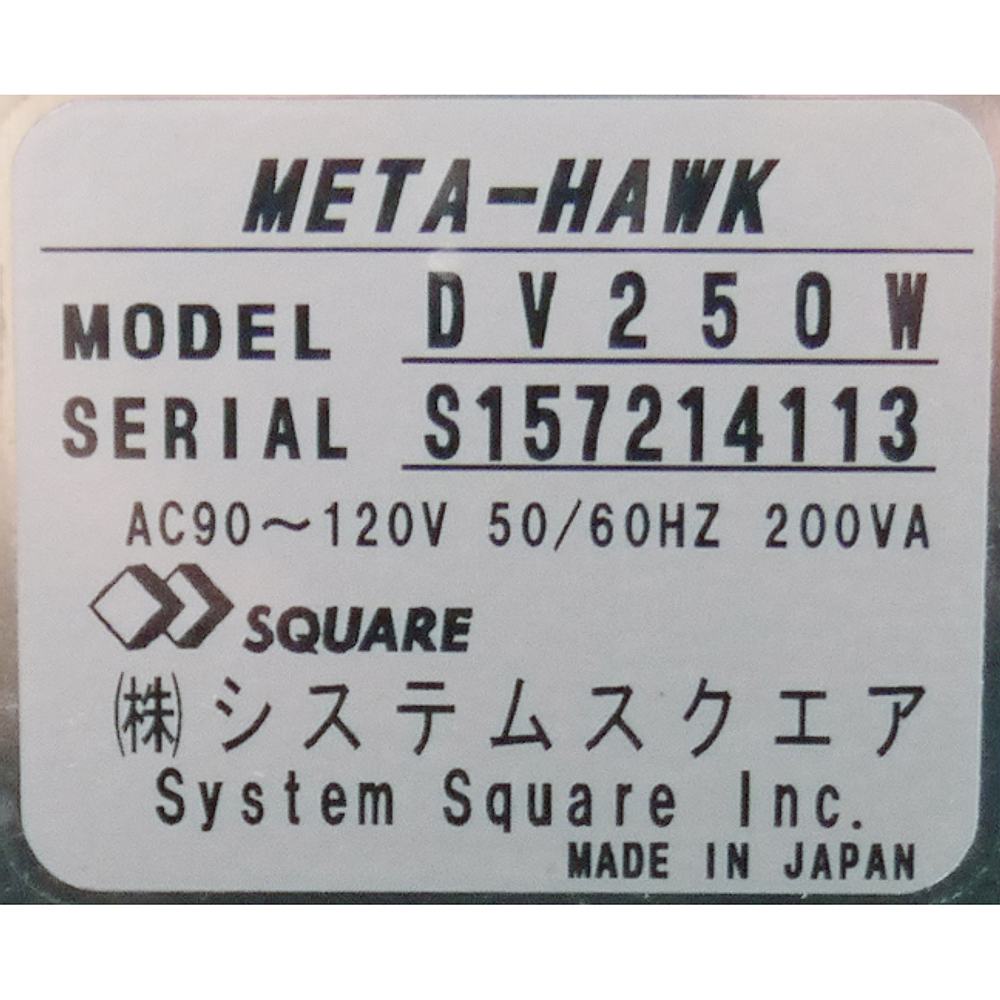 META-HAWK
MODEL DV250W
SERIAL S157214113
AC90～120V 50/60HZ 200VA
SQUARE
㈱システムスクエア
System Square Inc.
MADE IN JAPAN